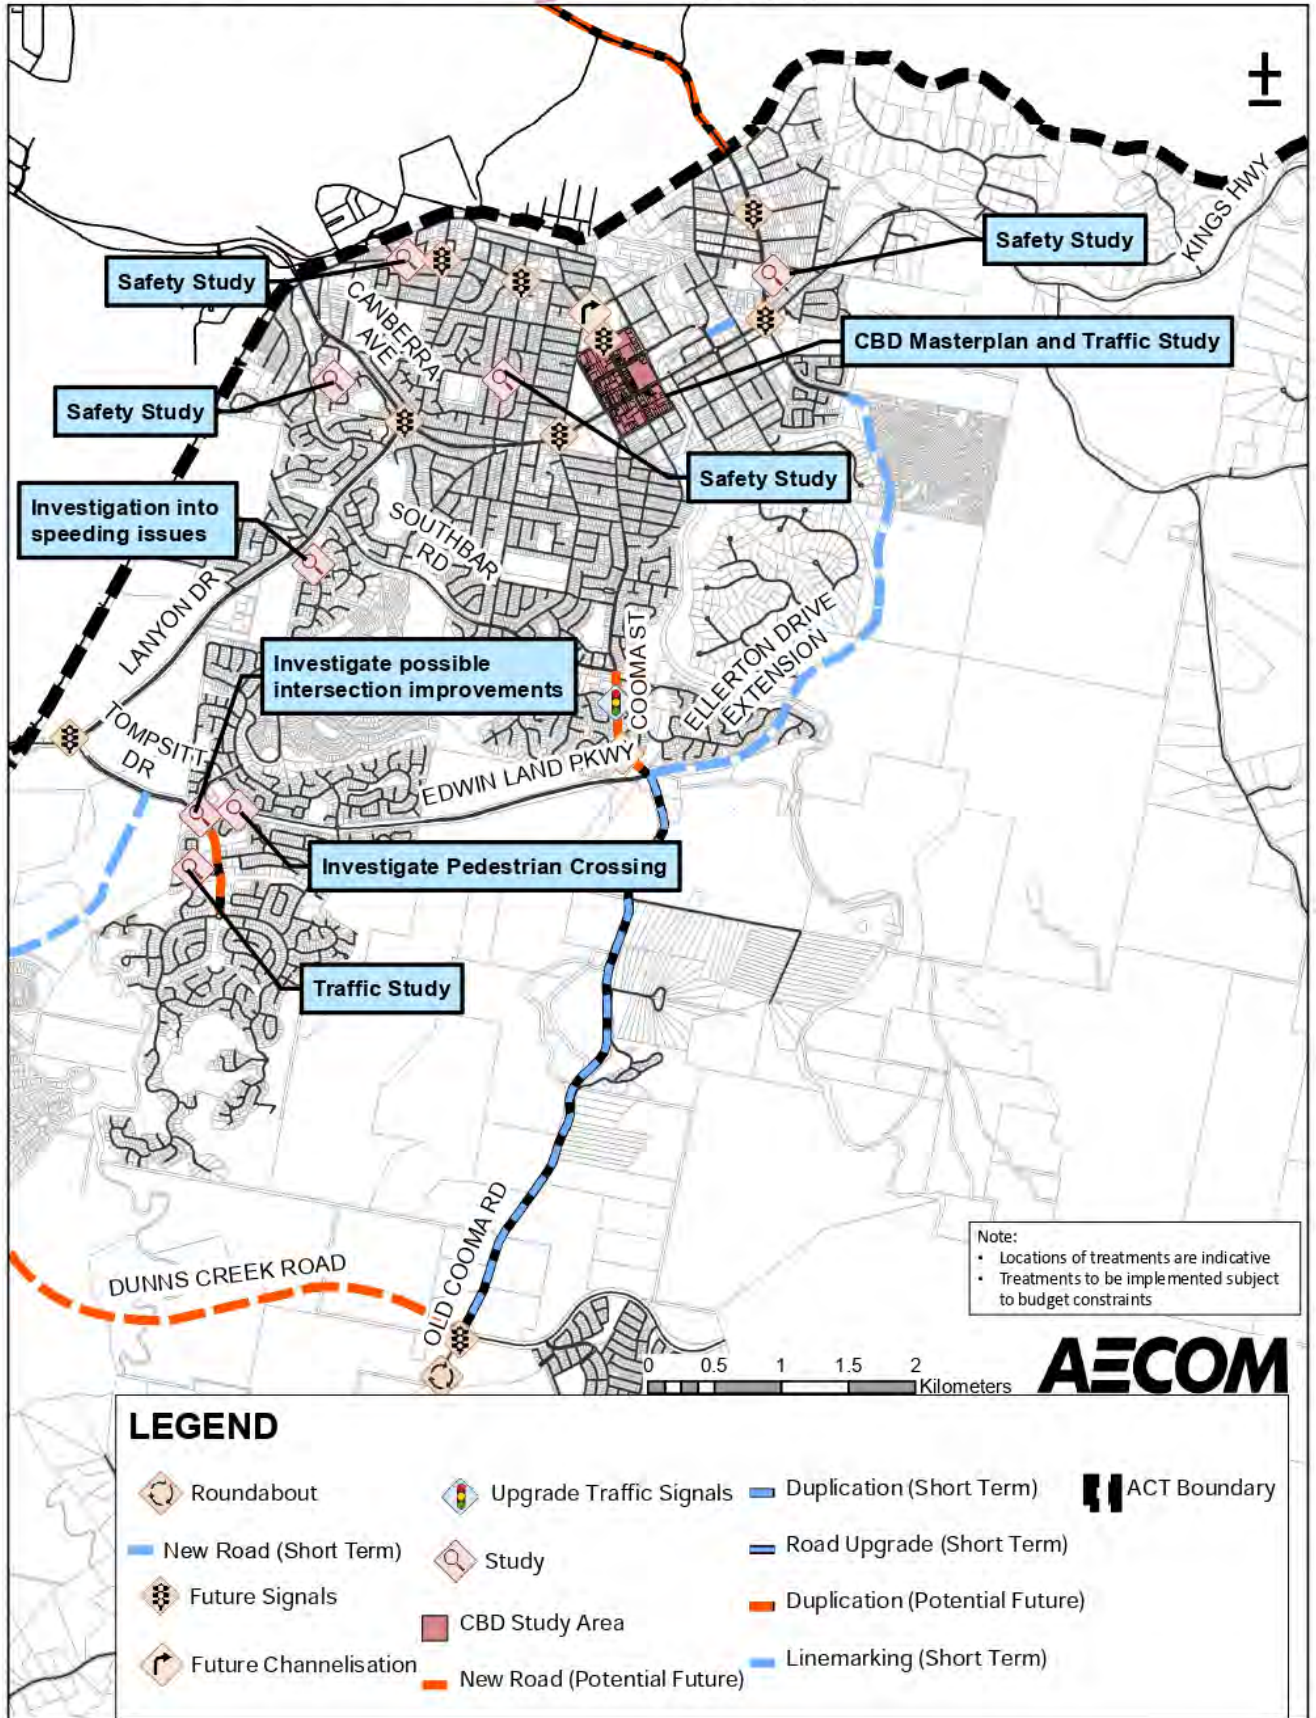 ±
KINGS HWY
Safety Study
Safety Study
CANBERRA
AVE
CBD Masterplan and Traffic Study
Safety Study
Safety Study
Investigation into
speeding issues
SOUTHBAR
RD
LANYON DR
COOMA ST
ELLERTON DRIVE
EXTENSION
Investigate possible
intersection improvements
TOMPSITT
DR
EDWIN LAND PKWY
Investigate Pedestrian Crossing
Traffic Study
OLD COOMA RD
DUNNS CREEK ROAD
Note:
• Locations of treatments are indicative
• Treatments to be implemented subject
to budget constraints
0 0.5 1 1.5 2
Kilometers
AECOM
LEGEND
Roundabout
New Road (Short Term)
Future Signals
Future Channelisation
Upgrade Traffic Signals
Study
CBD Study Area
New Road (Potential Future)
Duplication (Short Term)
Road Upgrade (Short Term)
Duplication (Potential Future)
Linemarking (Short Term)
ACT Boundary